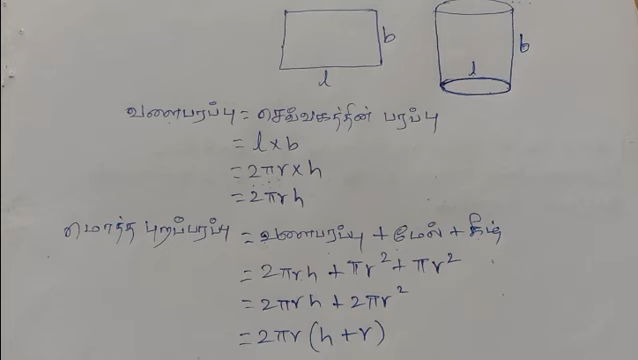 b
b
l
l
வளைபரப்பு = செவ்வகத்தின் பரப்பு
= l x b
= 2πr x h
= 2πrh
மொத்த புறப்பரப்பு = வளைபரப்பு + மேல் + கீழ்
= 2πrh + πr² + πr²
= 2πrh + 2πr²
= 2πr (h + r)